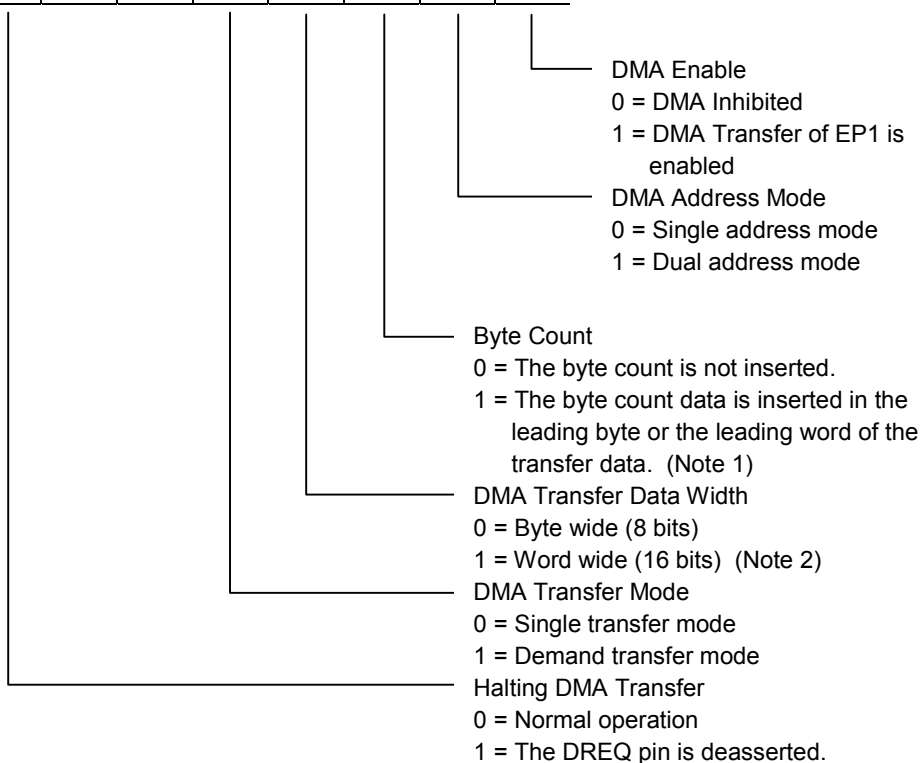 DMA Enable
0 = DMA Inhibited
1 = DMA Transfer of EP1 is
enabled
DMA Address Mode
0 = Single address mode
1 = Dual address mode
Byte Count
0 = The byte count is not inserted.
1 = The byte count data is inserted in the
leading byte or the leading word of the
transfer data. (Note 1)
DMA Transfer Data Width
0 = Byte wide (8 bits)
1 = Word wide (16 bits) (Note 2)
DMA Transfer Mode
0 = Single transfer mode
1 = Demand transfer mode
Halting DMA Transfer
0 = Normal operation
1 = The DREQ pin is deasserted.